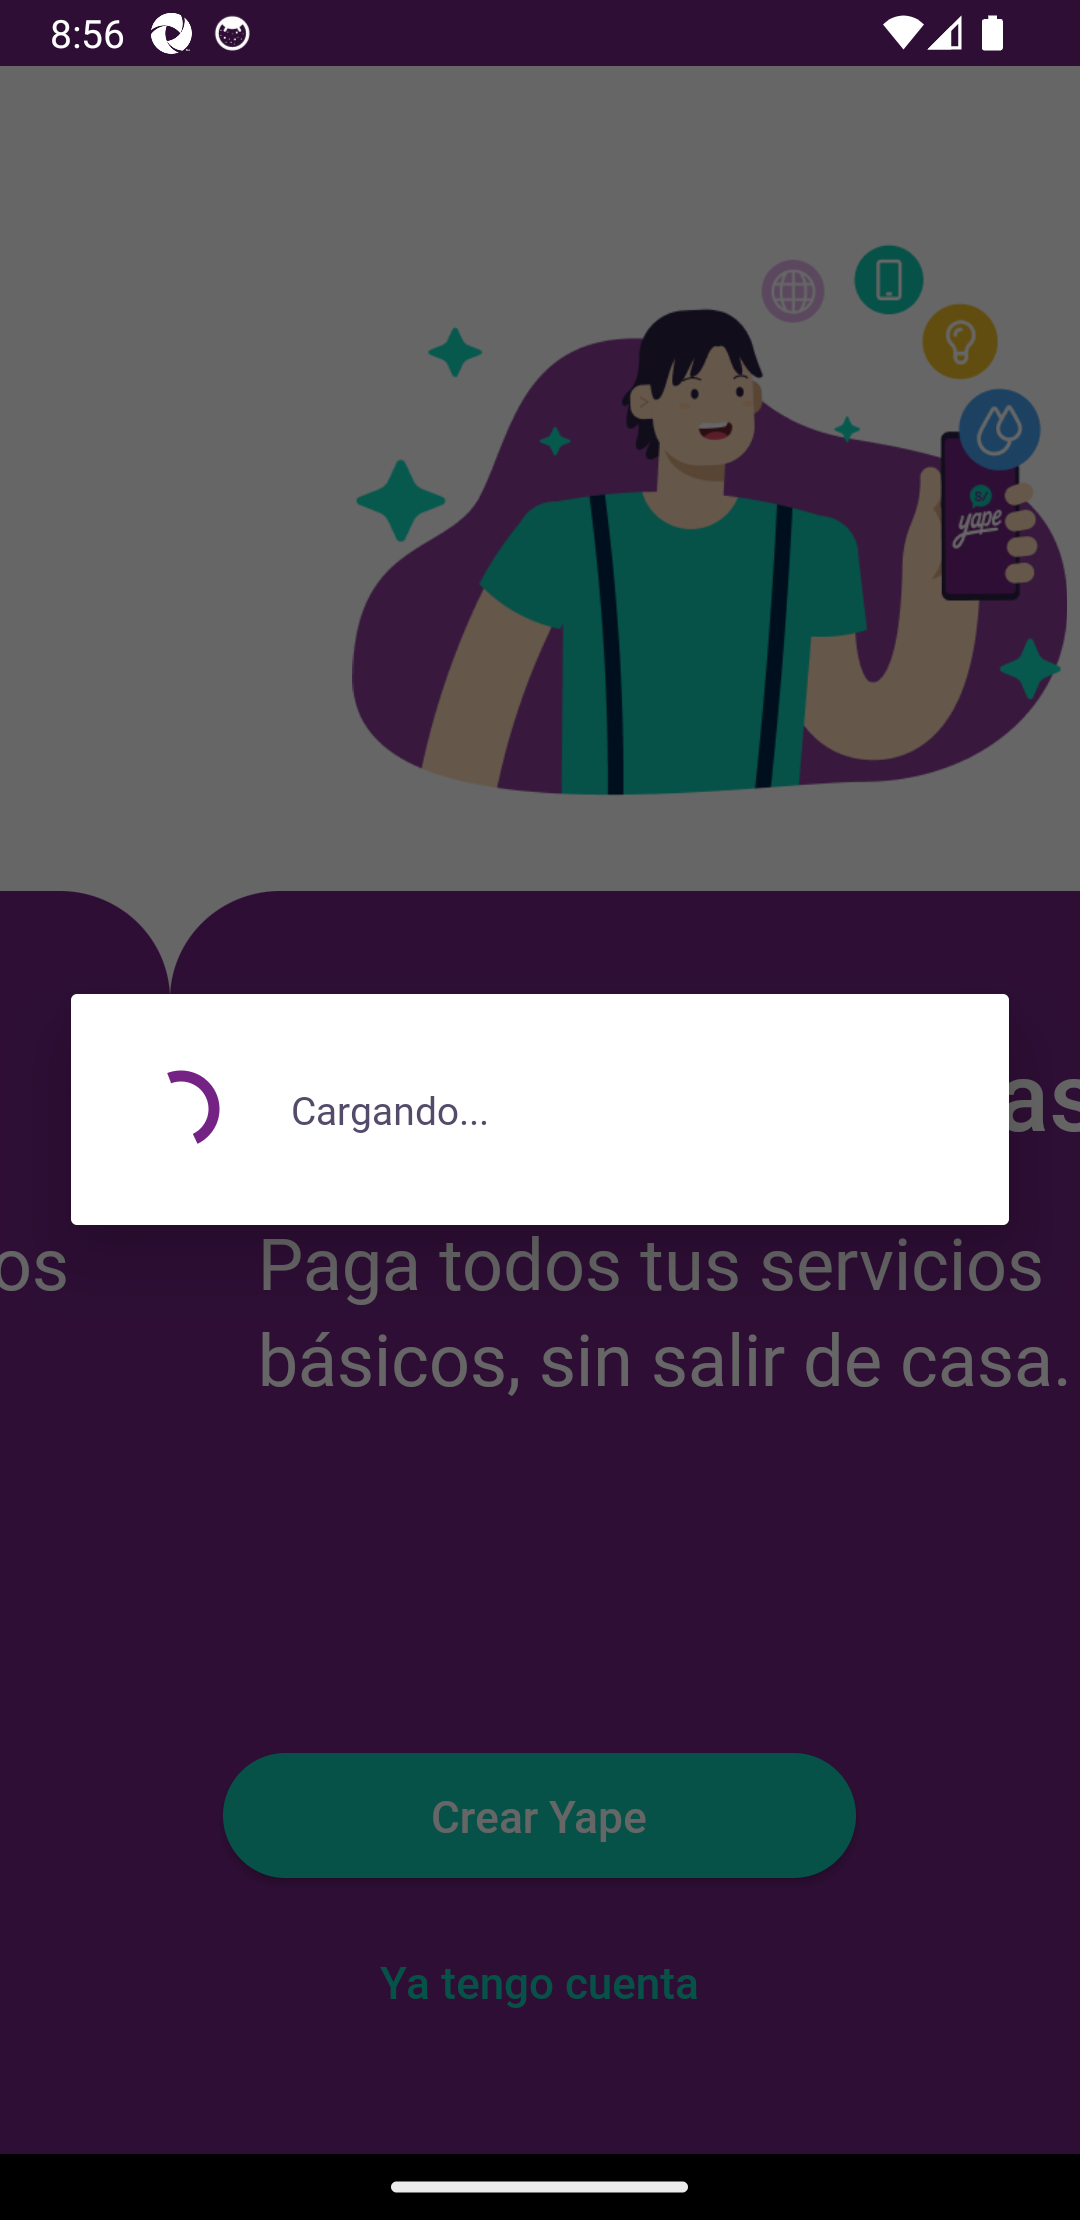 8:56
S/
yape
as
Cargando...
os
Paga todos tus servicios
básicos, sin salir de casa.
Crear Yape
Ya tengo cuenta